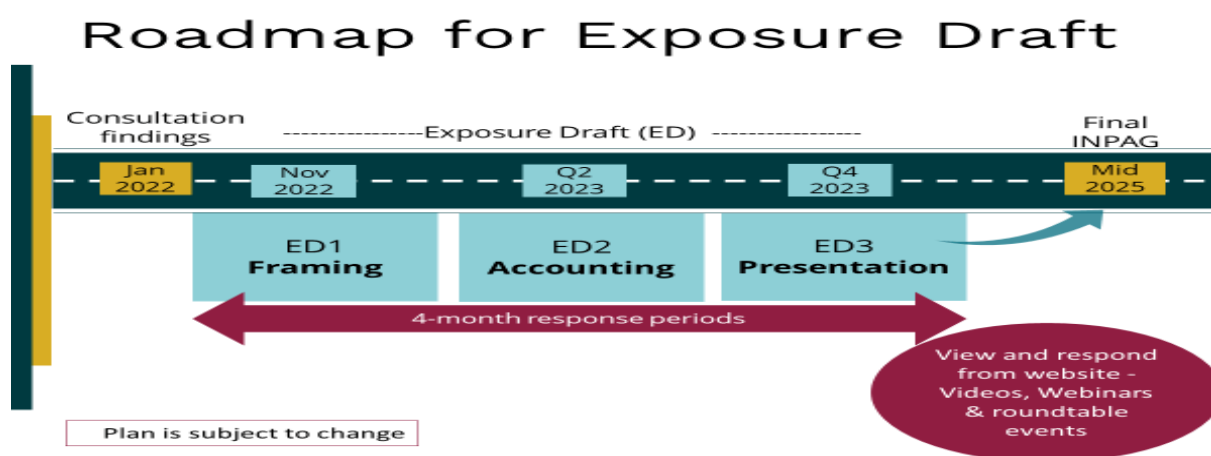 Roadmap for Exposure Draft
Consultation
findings
----------------Exposure Draft (ED) -----------------
Final
INPAG
Jan
2022
Nov
2022
Q2
2023
Q4
2023
Mid
2025
ED1
Framing
ED2
Accounting
ED3
Presentation
4-month response periods
View and respond
from website -
Videos, Webinars
& roundtable
events
Plan is subject to change